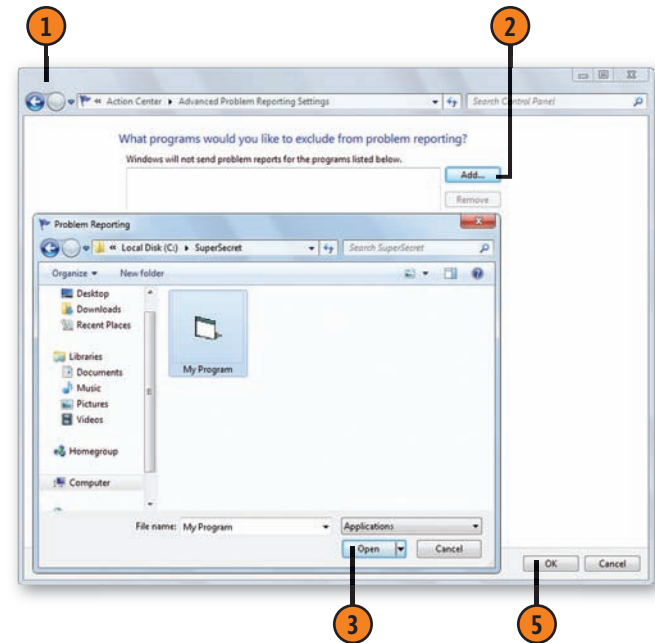 1
2
« Action Center ▸ Advanced Problem Reporting Settings
Search Control Panel
What programs would you like to exclude from problem reporting?
Windows will not send problem reports for the programs listed below.
Add...
Remove
Problem Reporting
« Local Disk (C:) ▸ SuperSecret
Search SuperSecret
Organize
New folder
Desktop
Downloads
Recent Places
Libraries
Documents
Music
Pictures
Videos
Homegroup
Computer
My Program
File name: My Program
Applications
Open
Cancel
OK
Cancel
3
5